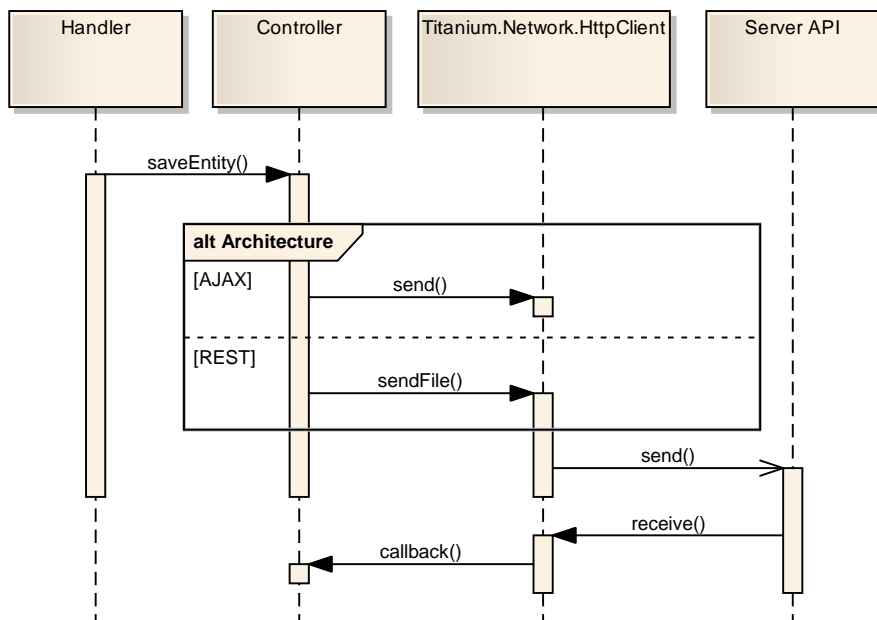 Handler
Controller
Titanium.Network.HttpClient
Server API
saveEntity()
alt Architecture
[AJAX]
send()
[REST]
sendFile()
send()
receive()
callback()